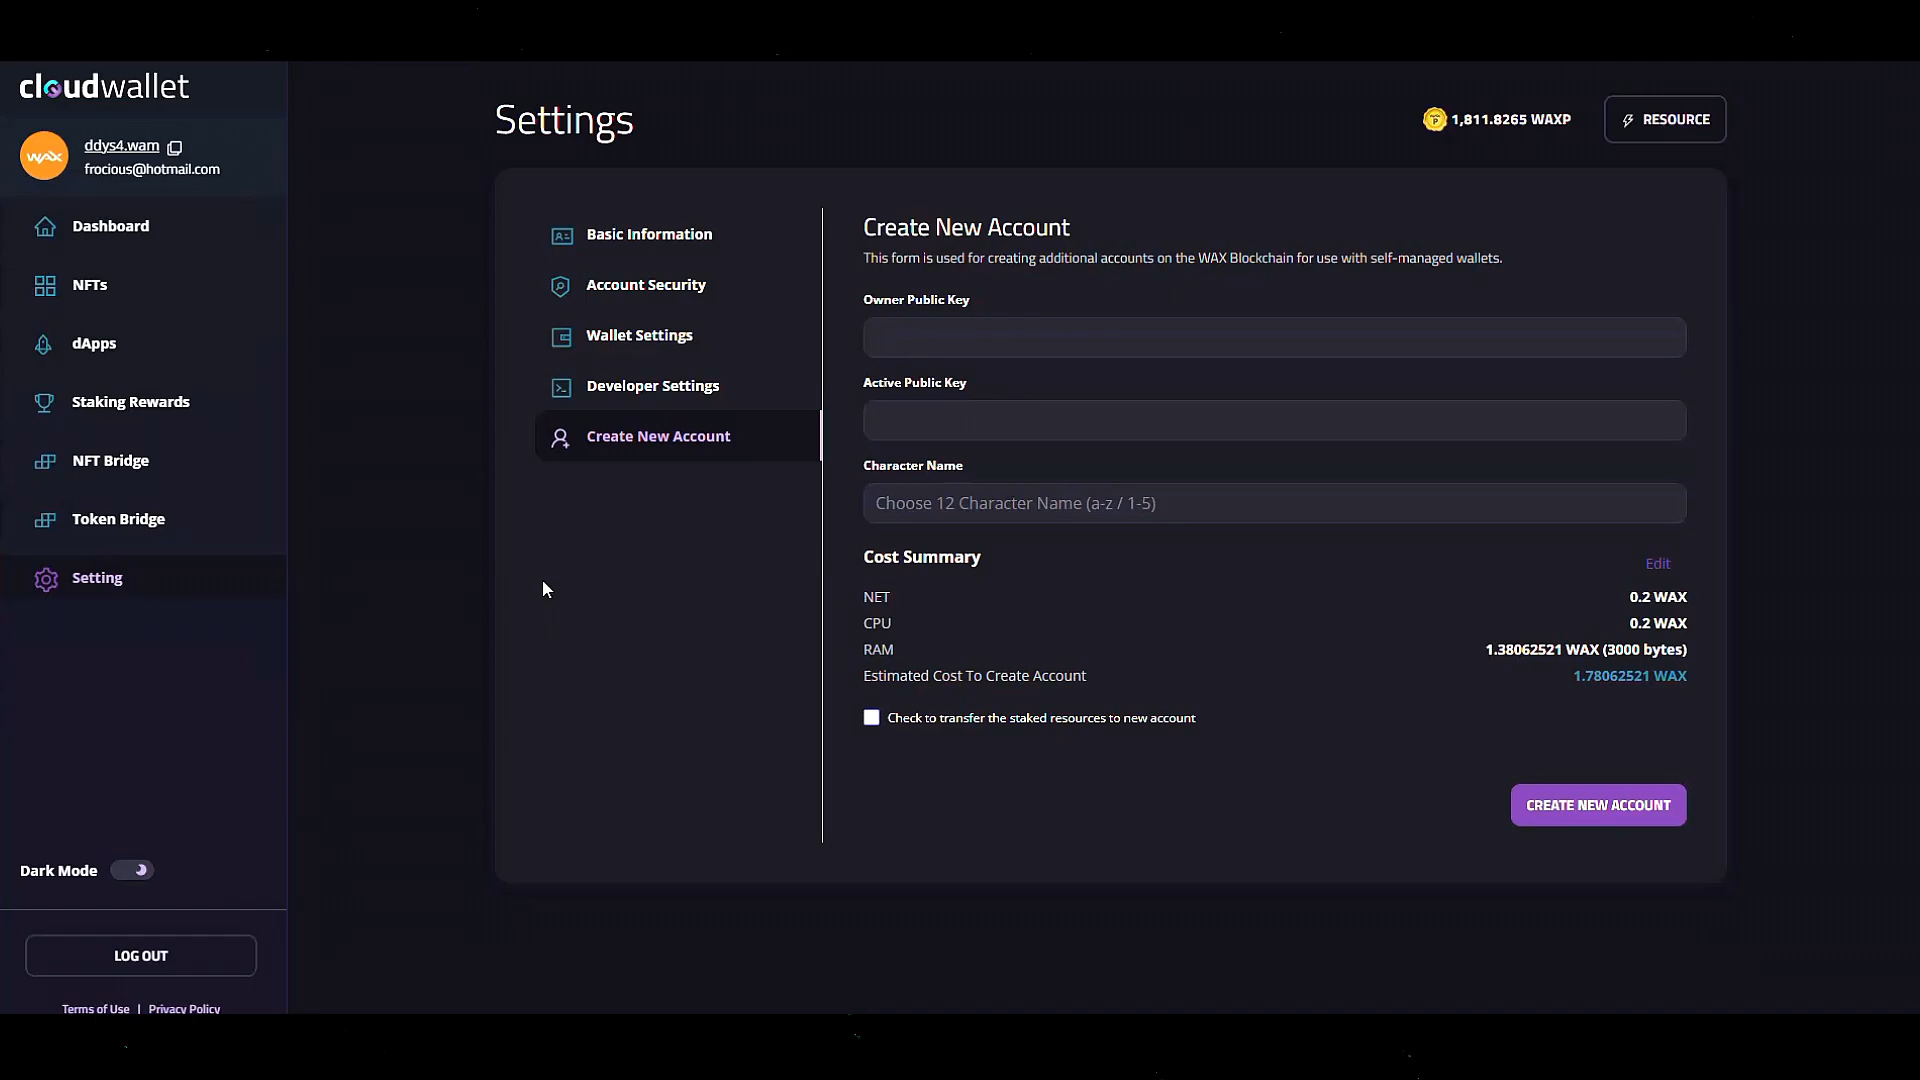 cloudwallet
WAX
ddys4.wam
frocious@hotmail.com
Dashboard
NFTs
dApps
Staking Rewards
NFT Bridge
Token Bridge
Setting
Dark Mode
LOG OUT
Terms of Use | Privacy Policy
Settings
1,811.8265 WAXP
RESOURCE
Basic Information
Account Security
Wallet Settings
Developer Settings
Create New Account
Create New Account
This form is used for creating additional accounts on the WAX Blockchain for use with self-managed wallets.
Owner Public Key
Active Public Key
Character Name
Choose 12 Character Name (a-z / 1-5)
Cost Summary
Edit
NET 0.2 WAX
CPU 0.2 WAX
RAM 1.38062521 WAX (3000 bytes)
Estimated Cost To Create Account 1.78062521 WAX
Check to transfer the staked resources to new account
CREATE NEW ACCOUNT